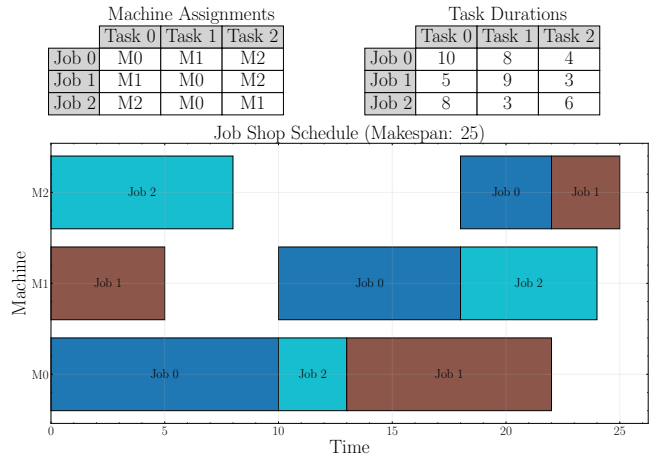 Machine Assignments
Task 0 Task 1 Task 2
Job 0 M0 M1 M2
Job 1 M1 M0 M2
Job 2 M2 M0 M1
Task Durations
Task 0 Task 1 Task 2
Job 0 10 8 4
Job 1 5 9 3
Job 2 8 3 6
Job Shop Schedule (Makespan: 25)
Machine
M2 Job 2 Job 0 Job 1
M1 Job 1 Job 0 Job 2
M0 Job 0 Job 2 Job 1
0 5 10 15 20 25
Time